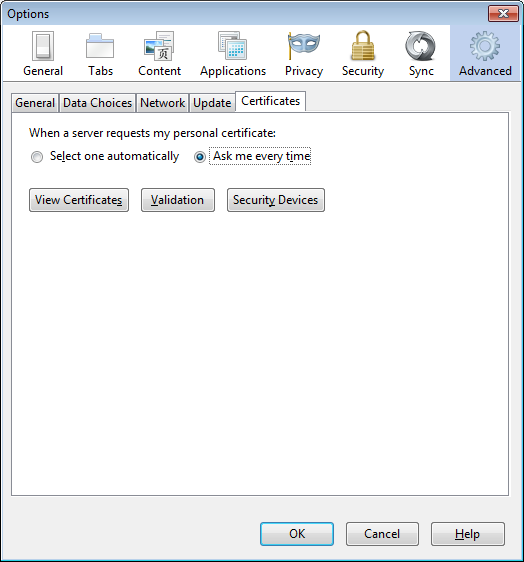 Options
General Tabs Content Applications Privacy Security Sync Advanced
General Data Choices Network Update Certificates
When a server requests my personal certificate:
Select one automatically Ask me every time
View Certificates Validation Security Devices
OK Cancel Help